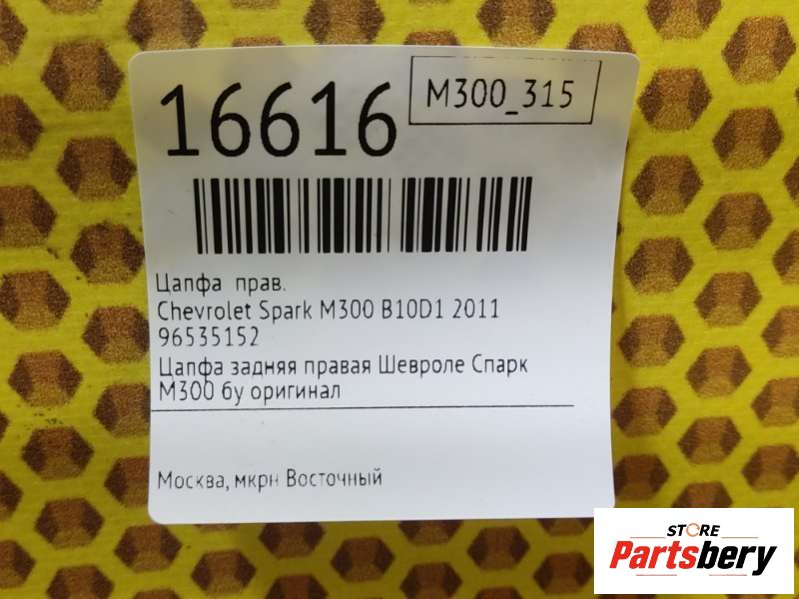 16616
M300_315
Цапфа прав.
Chevrolet Spark M300 B10D1 2011
96535152
Цапфа задняя правая Шевроле Спарк
М300 бу оригинал
Москва, мкрн Восточный
STORE
Partsbery